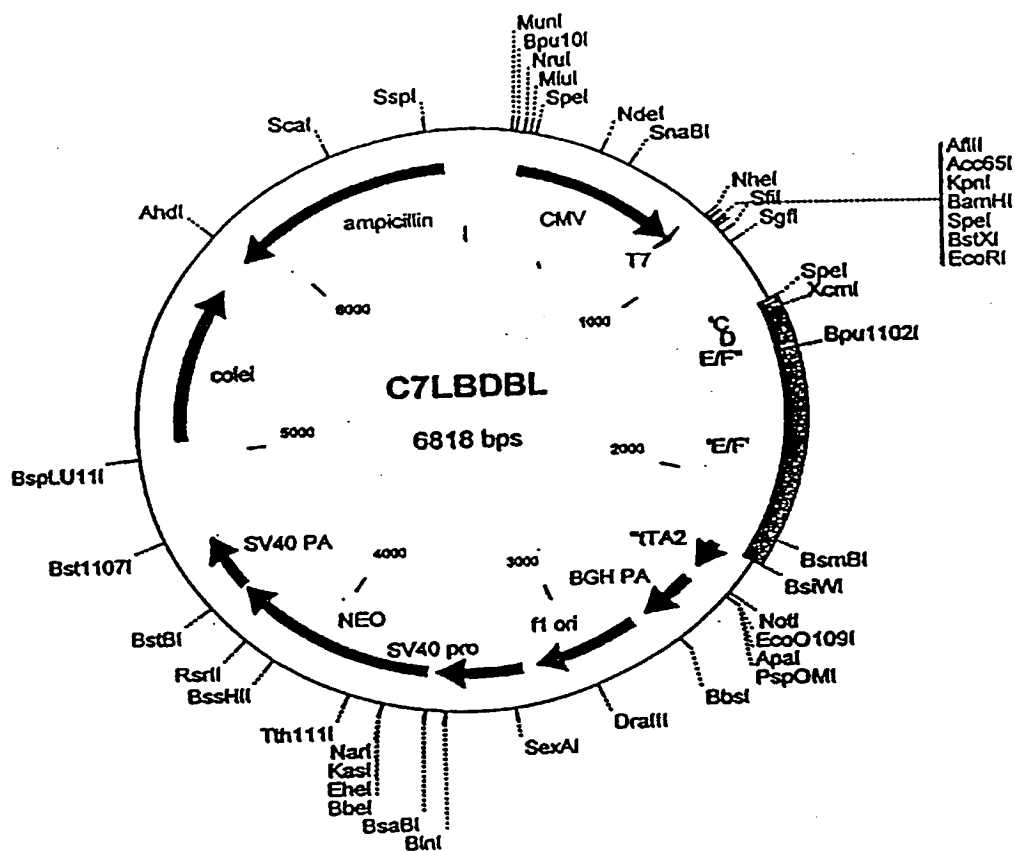 MunI
Bpu10I
NruI
MluI
SpeI
NdeI
SnaBI
SspI
ScaI
AhdI
NheI
SfiI
SgfI
AflII
Acc65I
KpnI
BamHI
SpeI
BstXI
EcoRI
ampicillin
CMV
T7
SpeI
XcmI
Bpu1102I
6000
1000
"C
D
E/F"
coleI
C7LBDBL
6818 bps
5000
2000
"E/F"
BspLU11I
SV40 PA
4000
3000
"tTA2
BGH PA
BsmBI
BsiWI
Bst1107I
NEO
SV40 pro
f1 ori
NotI
EcoO109I
ApaI
PspOMI
BstBI
RsrII
BssHII
BbsI
DraIII
SexAI
Tth111I
NarI
KasI
EheI
BbeI
BsaBI
BlnI